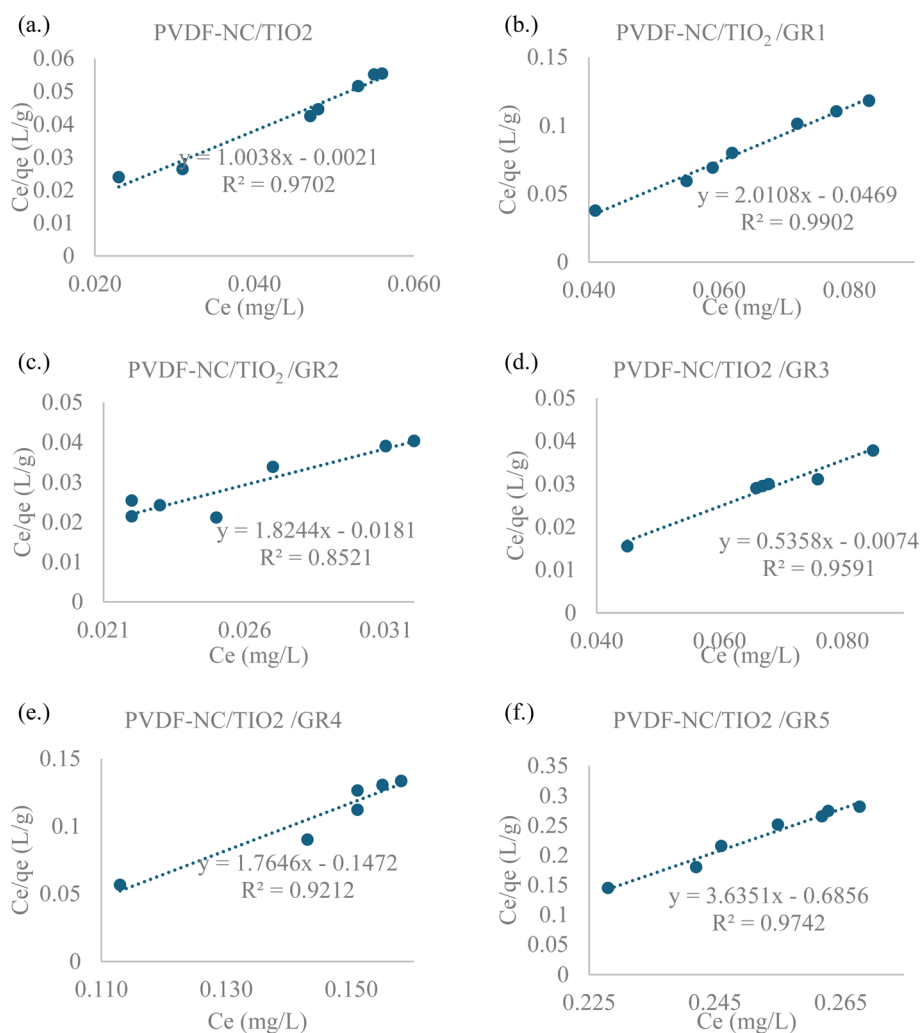 (a.)
PVDF-NC/TIO2
0.06
0.05
0.04
0.03
0.02
0.01
0
Ce/qe (L/g)
y = 1.0038x - 0.0021
R² = 0.9702
0.020
0.040
0.060
Ce (mg/L)
(b.)
PVDF-NC/TIO₂ /GR1
0.15
0.1
0.05
0
Ce/qe (L/g)
y = 2.0108x - 0.0469
R² = 0.9902
0.040
0.060
0.080
Ce (mg/L)
(c.)
PVDF-NC/TIO₂ /GR2
0.05
0.04
0.03
0.02
0.01
0
Ce/qe (L/g)
y = 1.8244x - 0.0181
R² = 0.8521
0.021
0.026
0.031
Ce (mg/L)
(d.)
PVDF-NC/TIO2 /GR3
0.05
0.04
0.03
0.02
0.01
0
Ce/qe (L/g)
y = 0.5358x - 0.0074
R² = 0.9591
0.040
0.060
0.080
Ce (mg/L)
(e.)
PVDF-NC/TIO2 /GR4
0.15
0.1
0.05
0
Ce/qe (L/g)
y = 1.7646x - 0.1472
R² = 0.9212
0.110
0.130
0.150
Ce (mg/L)
(f.)
PVDF-NC/TIO2 /GR5
0.35
0.3
0.25
0.2
0.15
0.1
0.05
0
Ce/qe (L/g)
y = 3.6351x - 0.6856
R² = 0.9742
0.225
0.245
0.265
Ce (mg/L)